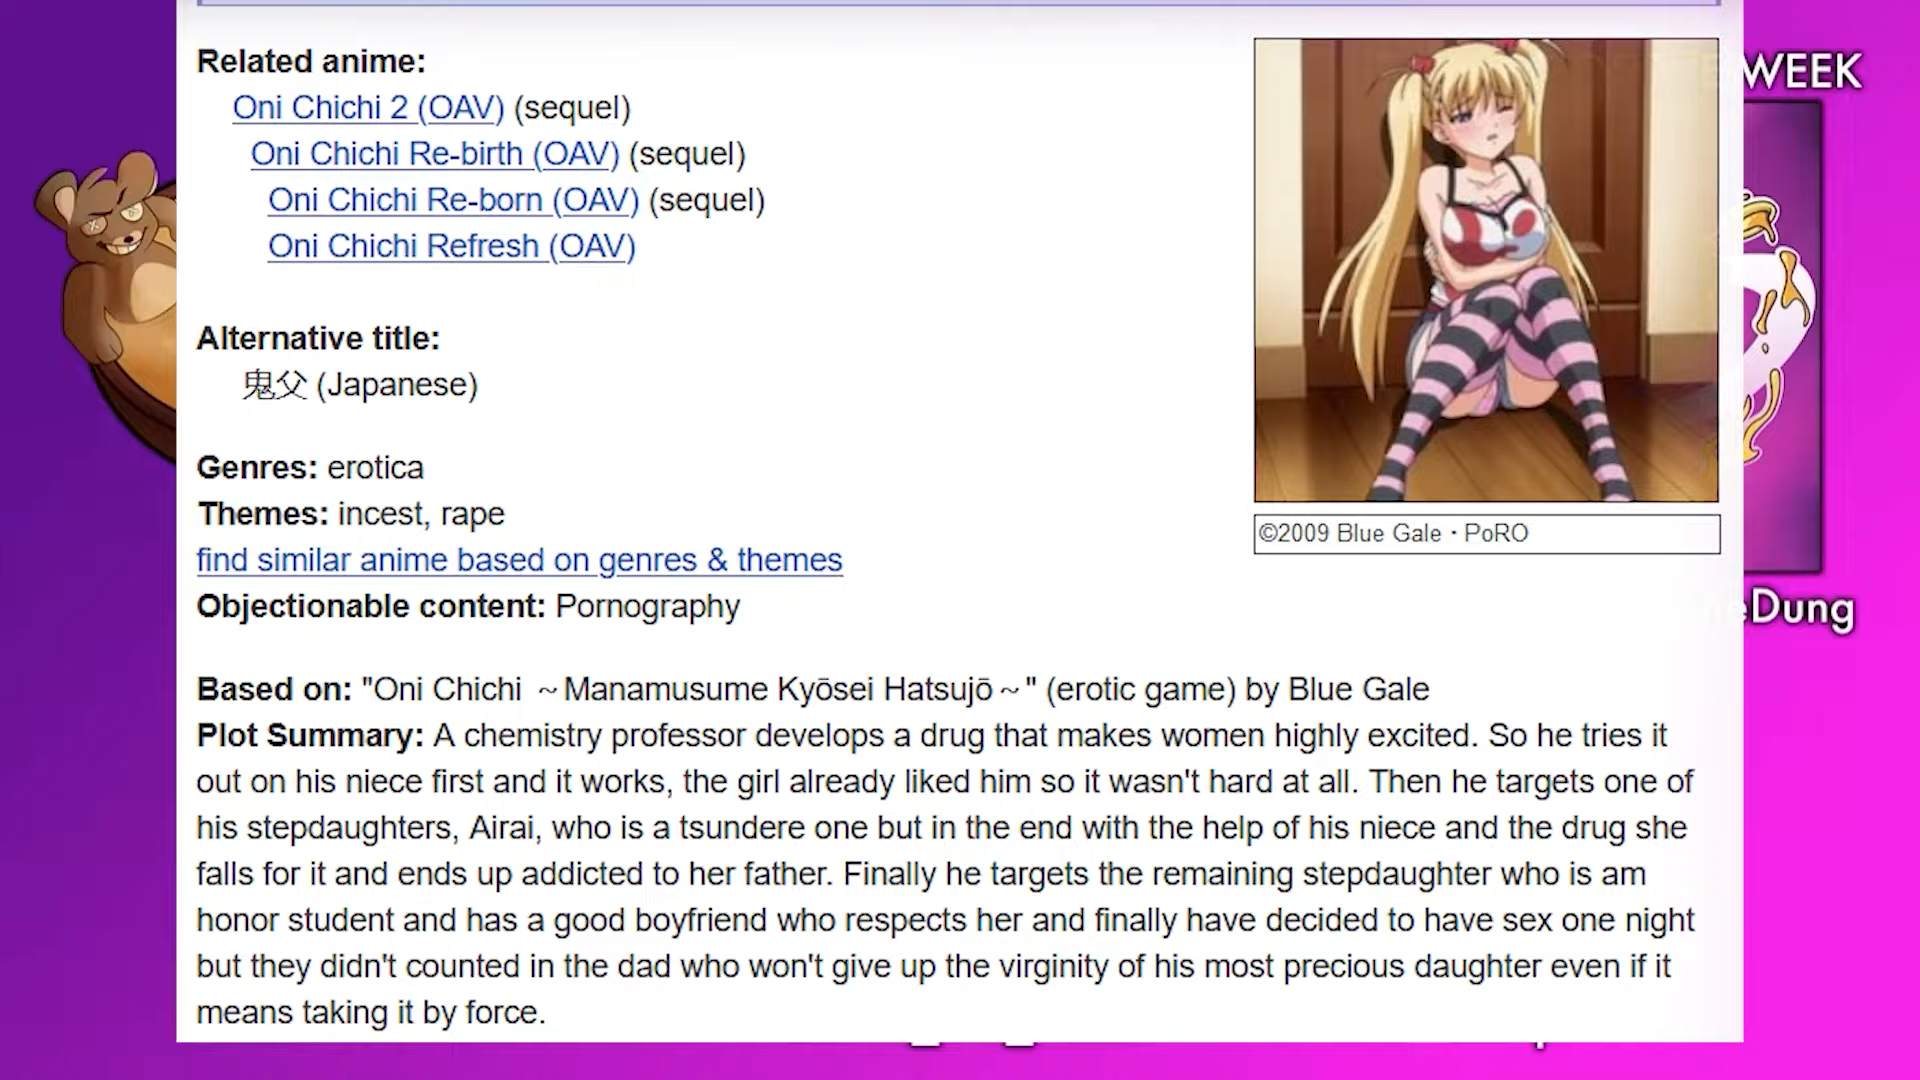 WEEK
Related anime:
Oni Chichi 2 (OAV) (sequel)
Oni Chichi Re-birth (OAV) (sequel)
Oni Chichi Re-born (OAV) (sequel)
Oni Chichi Refresh (OAV)
Alternative title:
鬼父 (Japanese)
Genres: erotica
Themes: incest, rape
find similar anime based on genres & themes
Objectionable content: Pornography
©2009 Blue Gale・PoRO
Based on: "Oni Chichi ～Manamusume Kyōsei Hatsujō～" (erotic game) by Blue Gale
Plot Summary: A chemistry professor develops a drug that makes women highly excited. So he tries it
out on his niece first and it works, the girl already liked him so it wasn't hard at all. Then he targets one of
his stepdaughters, Airai, who is a tsundere one but in the end with the help of his niece and the drug she
falls for it and ends up addicted to her father. Finally he targets the remaining stepdaughter who is am
honor student and has a good boyfriend who respects her and finally have decided to have sex one night
but they didn't counted in the dad who won't give up the virginity of his most precious daughter even if it
means taking it by force.